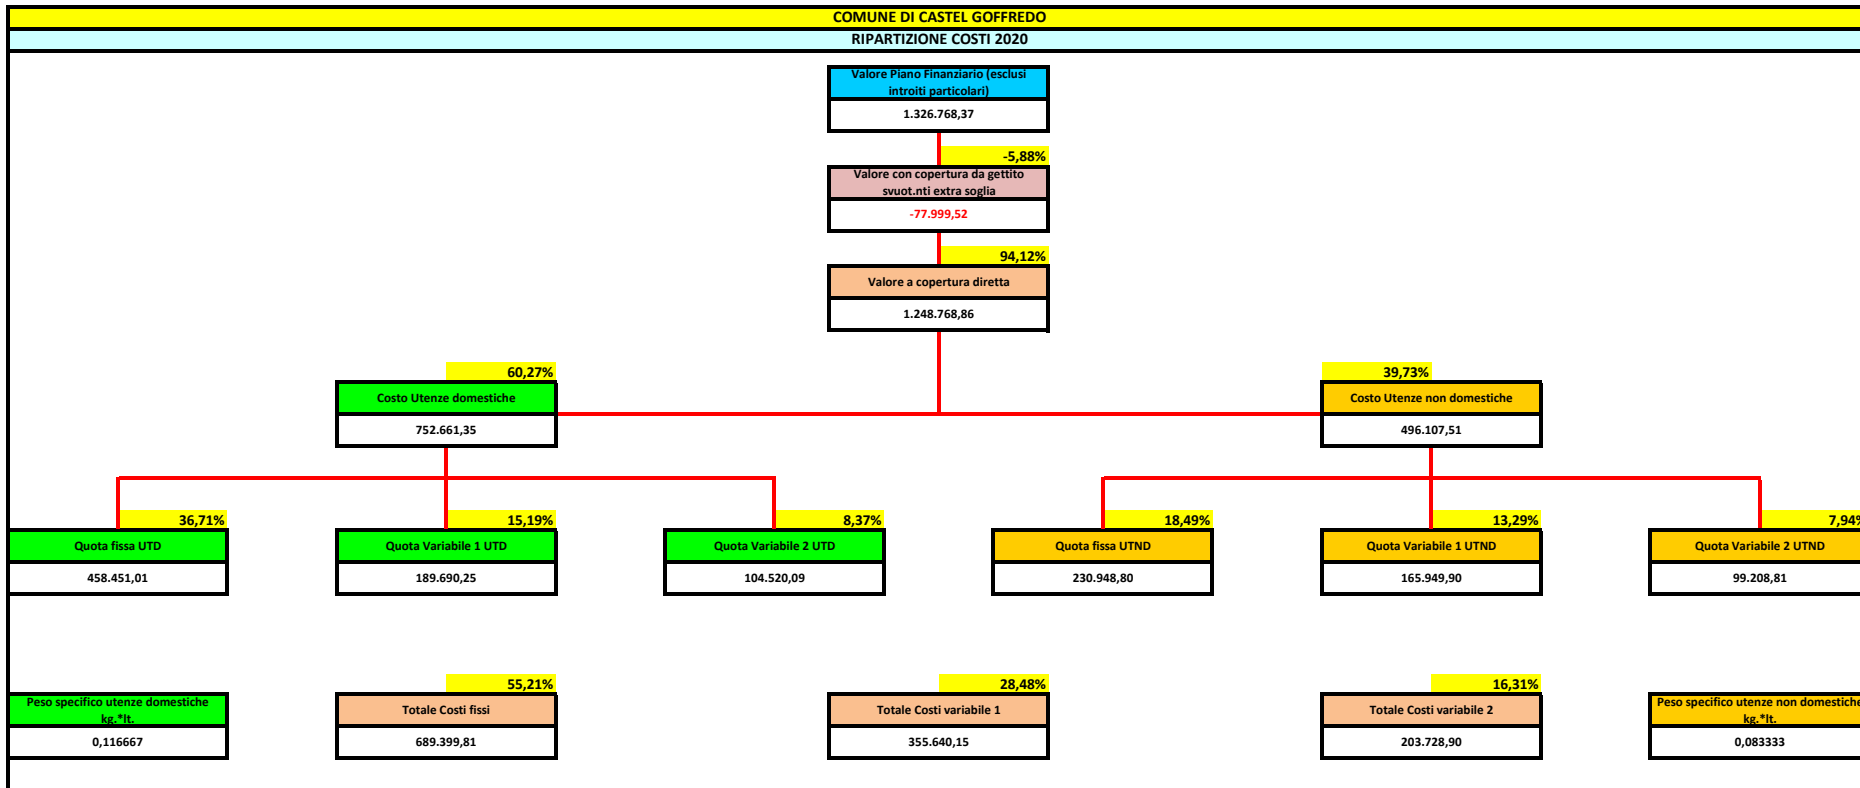 COMUNE DI CASTEL GOFFREDO
RIPARTIZIONE COSTI 2020
Valore Piano Finanziario (esclusi
introiti particolari)
1.326.768,37
-5,88%
Valore con copertura da gettito
svuot.nti extra soglia
-77.999,52
94,12%
Valore a copertura diretta
1.248.768,86
60,27%
39,73%
Costo Utenze domestiche
Costo Utenze non domestiche
752.661,35
496.107,51
36,71%
15,19%
8,37%
18,49%
13,29%
7,94%
Quota fissa UTD
Quota Variabile 1 UTD
Quota Variabile 2 UTD
Quota fissa UTND
Quota Variabile 1 UTND
Quota Variabile 2 UTND
458.451,01
189.690,25
104.520,09
230.948,80
165.949,90
99.208,81
55,21%
28,48%
16,31%
Peso specifico utenze domestiche
kg.*lt.
Totale Costi fissi
Totale Costi variabile 1
Totale Costi variabile 2
Peso specifico utenze non domestiche
kg.*lt.
0,116667
689.399,81
355.640,15
203.728,90
0,083333